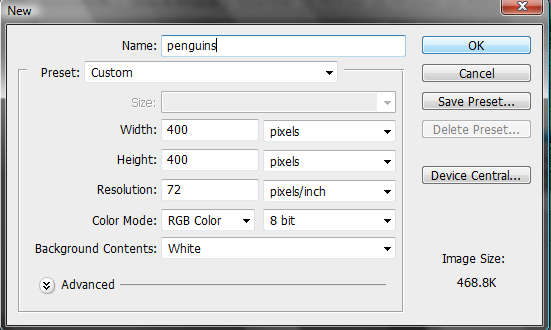 New
Name: penguins
OK
Preset: Custom
Cancel
Size:
Save Preset...
Width: 400 pixels
Delete Preset...
Height: 400 pixels
Resolution: 72 pixels/inch
Device Central...
Color Mode: RGB Color 8 bit
Background Contents: White
Image Size:
468.8K
Advanced